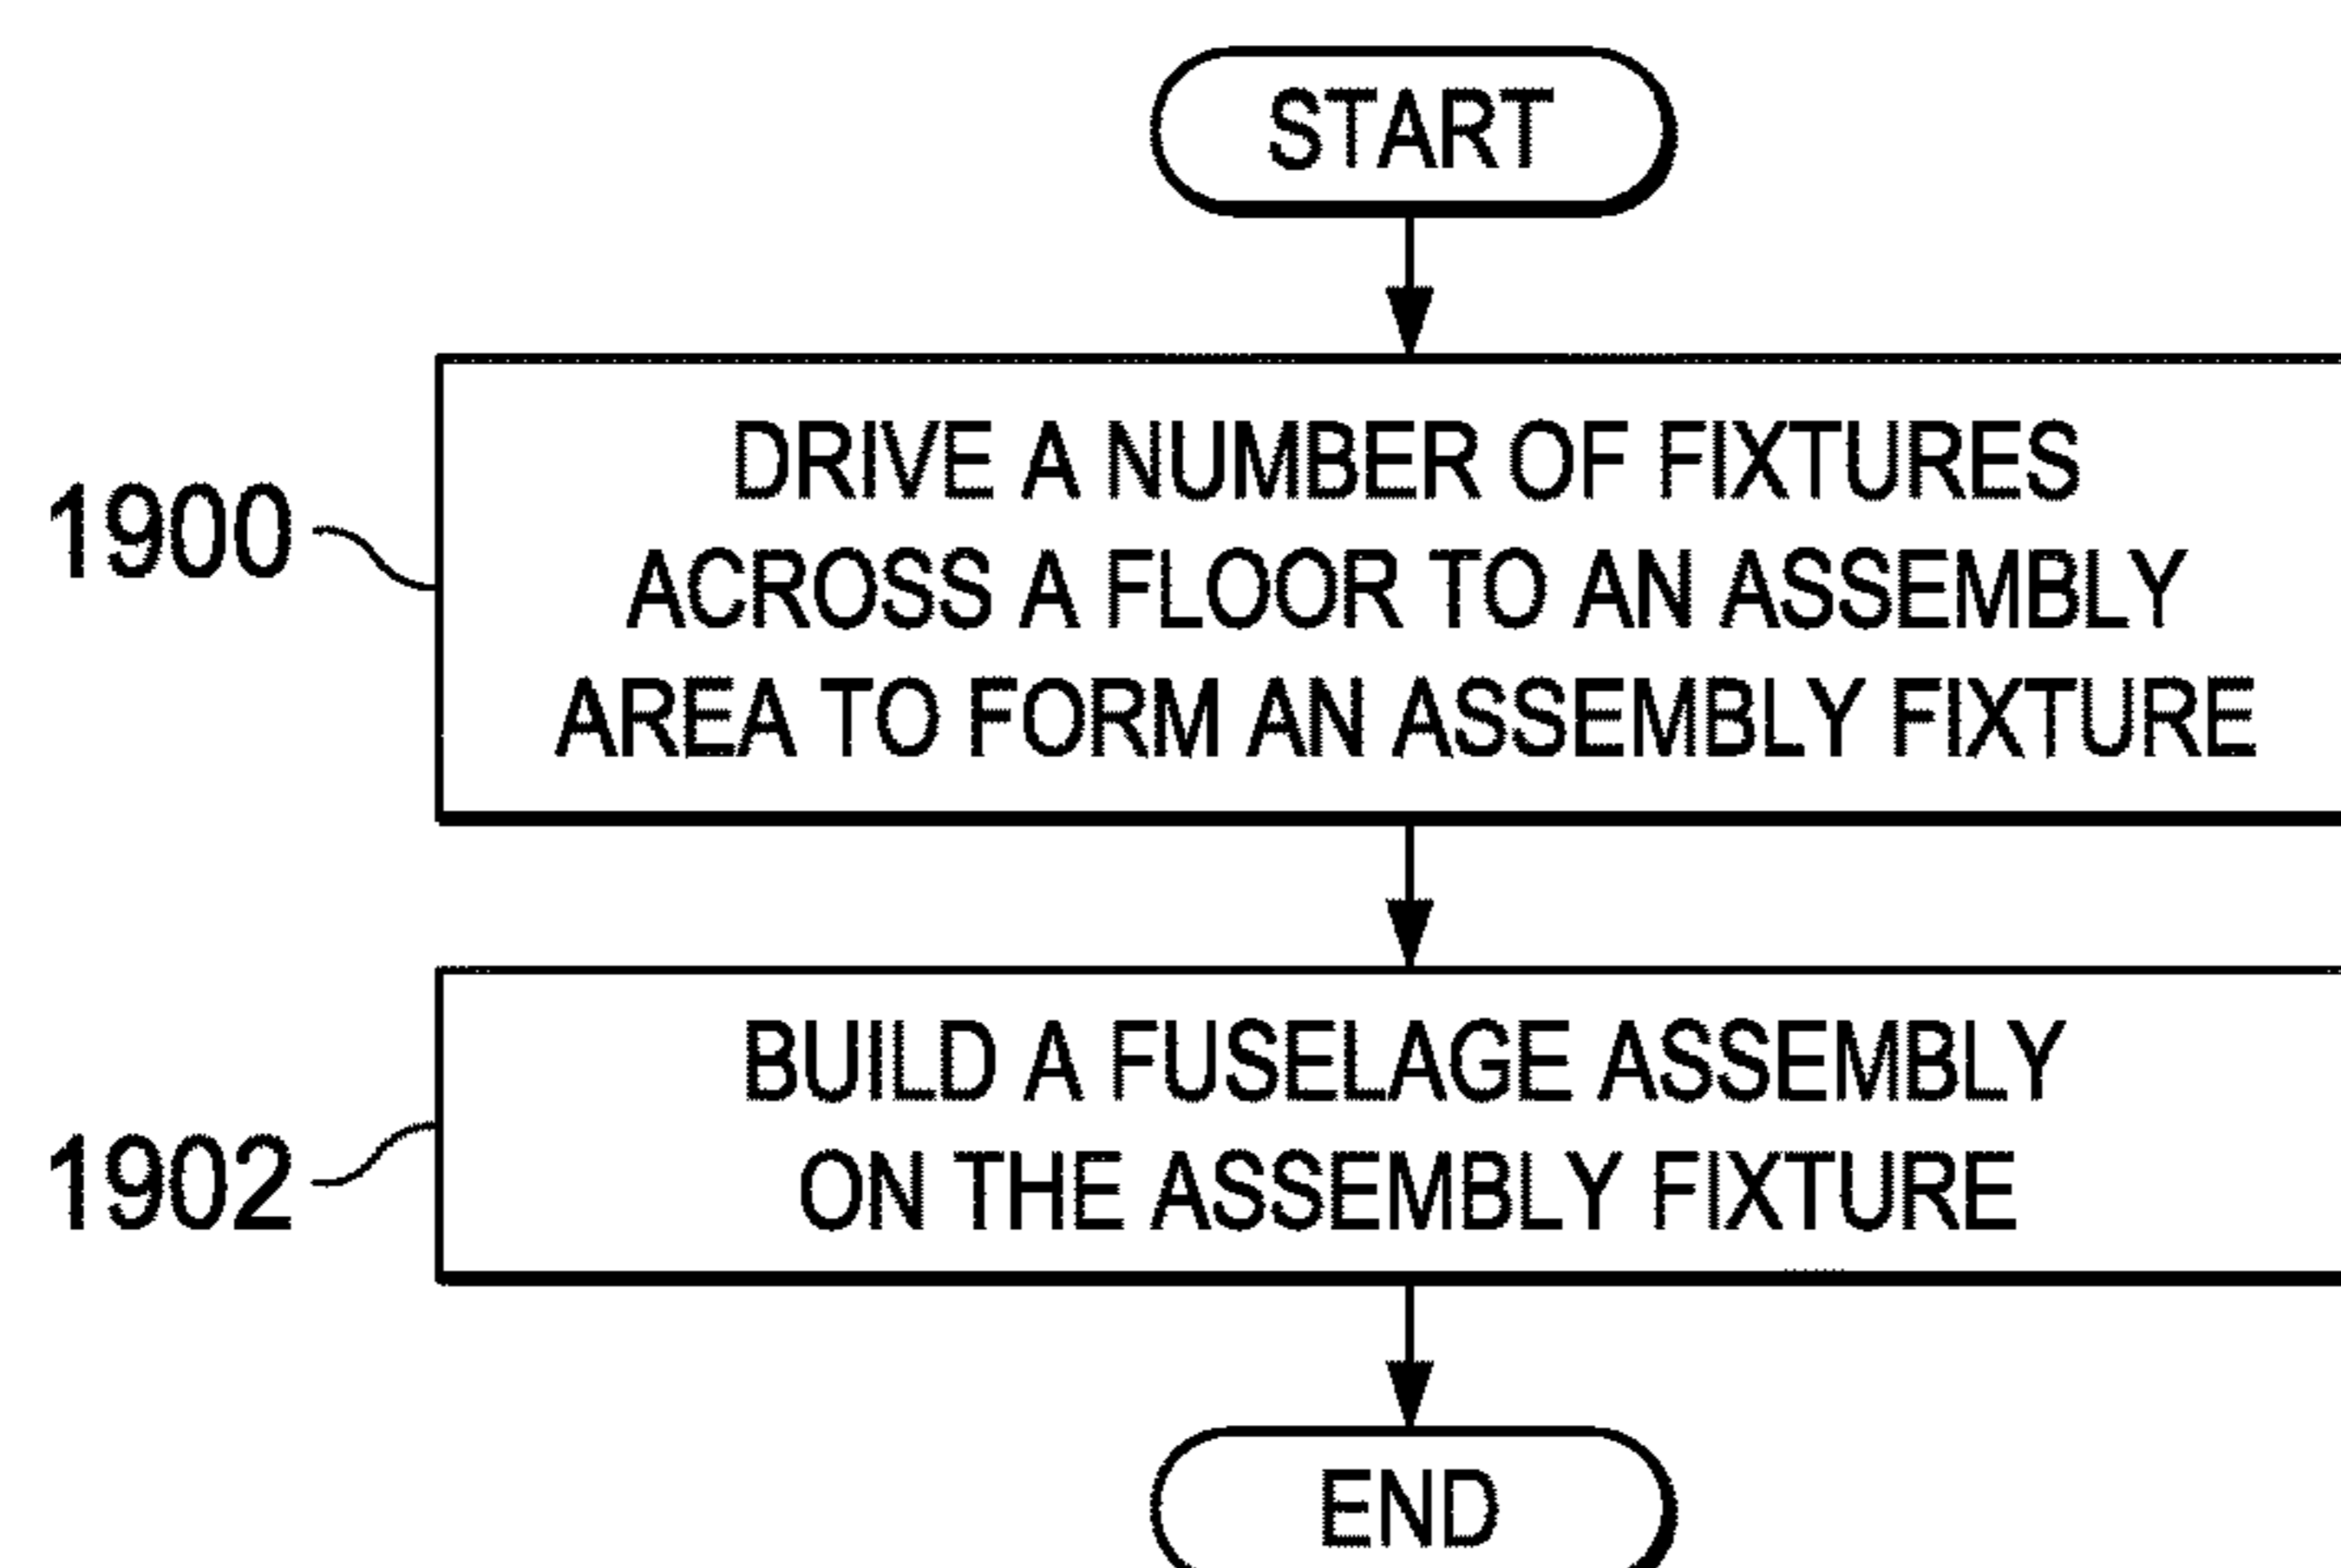 START
1900
DRIVE A NUMBER OF FIXTURES
ACROSS A FLOOR TO AN ASSEMBLY
AREA TO FORM AN ASSEMBLY FIXTURE
1902
BUILD A FUSELAGE ASSEMBLY
ON THE ASSEMBLY FIXTURE
END